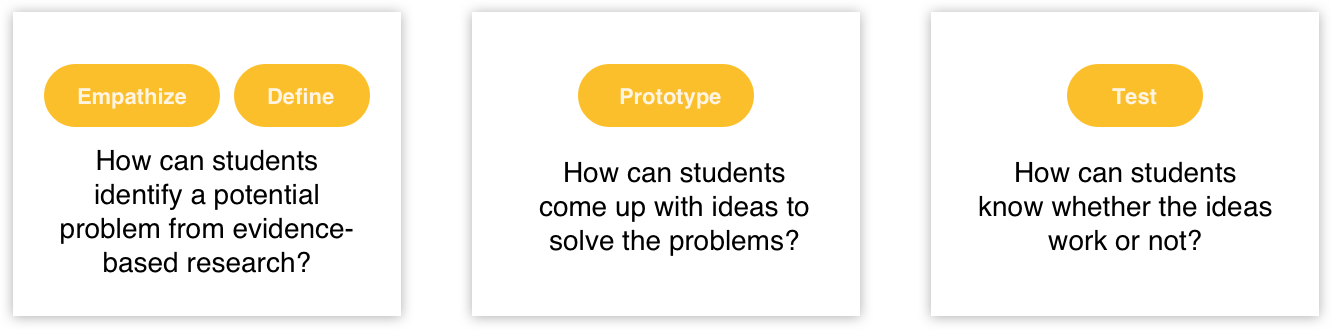 Empathize Define
How can students
identify a potential
problem from evidence-
based research?
Prototype
How can students
come up with ideas to
solve the problems?
Test
How can students
know whether the ideas
work or not?